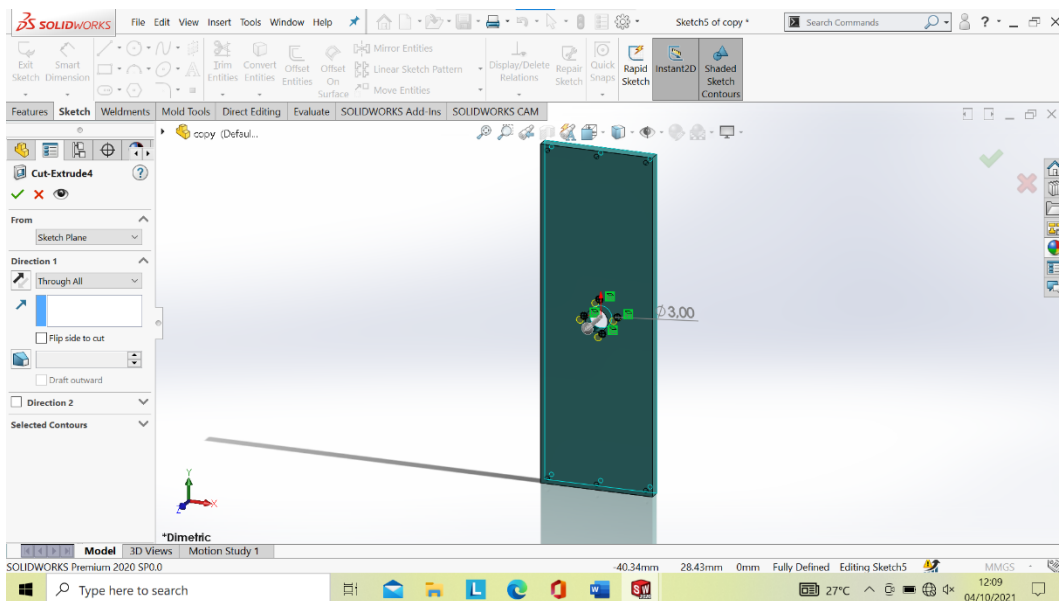 SOLIDWORKS File Edit View Insert Tools Window Help Sketch5 of copy * Search Commands
Exit Sketch
Smart Dimension
Trim Entities
Convert Entities
Offset Entities
Offset On Surface
Mirror Entities
Linear Sketch Pattern
Move Entities
Display/Delete Relations
Repair Sketch
Quick Snaps
Rapid Sketch
Instant2D
Shaded Sketch Contours
Features Sketch Weldments Mold Tools Direct Editing Evaluate SOLIDWORKS Add-Ins SOLIDWORKS CAM
copy (Defaul...
Cut-Extrude4
From
Sketch Plane
Direction 1
Through All
Flip side to cut
Draft outward
Direction 2
Selected Contours
Ø3.00
Y
X
Z
*Dimetric
Model 3D Views Motion Study 1
SOLIDWORKS Premium 2020 SP0.0 -40.34mm 28.43mm 0mm Fully Defined Editing Sketch5 MMGS
Type here to search
27°C
12:09
04/10/2021